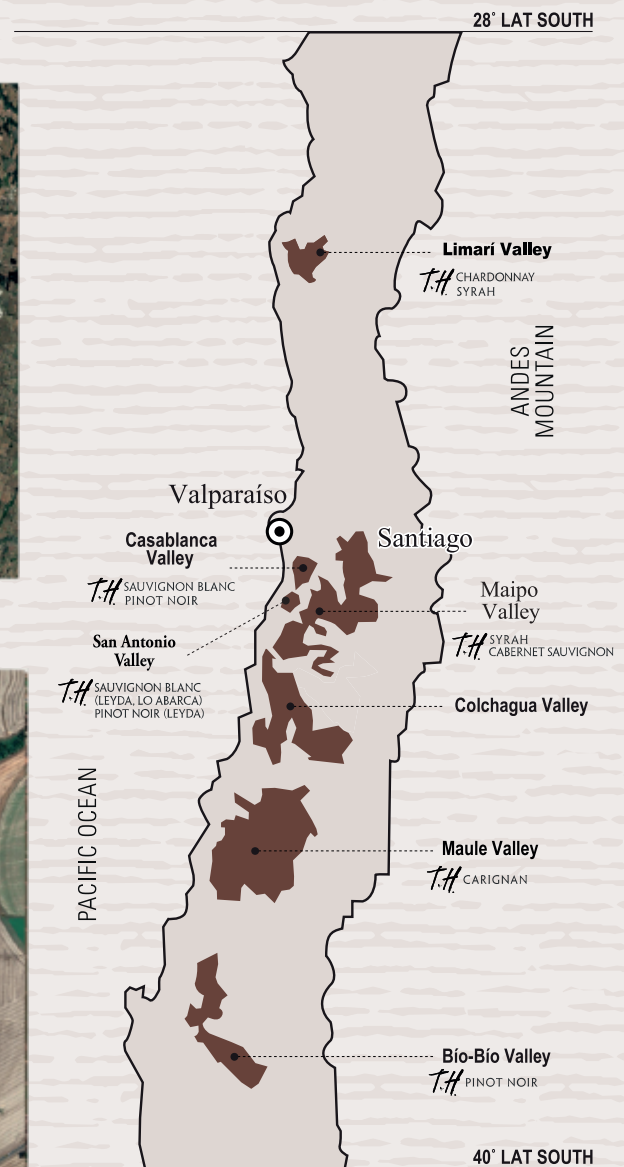 28° LAT SOUTH
Limarí Valley
T.H. CHARDONNAY
SYRAH
ANDES
MOUNTAIN
Valparaíso
Santiago
Casablanca
Valley
T.H. SAUVIGNON BLANC
PINOT NOIR
Maipo
Valley
T.H. SYRAH
CABERNET SAUVIGNON
San Antonio
Valley
T.H. SAUVIGNON BLANC
(LEYDA, LO ABARCA)
PINOT NOIR (LEYDA)
Colchagua Valley
PACIFIC OCEAN
Maule Valley
T.H. CARIGNAN
Bío-Bío Valley
T.H. PINOT NOIR
40° LAT SOUTH